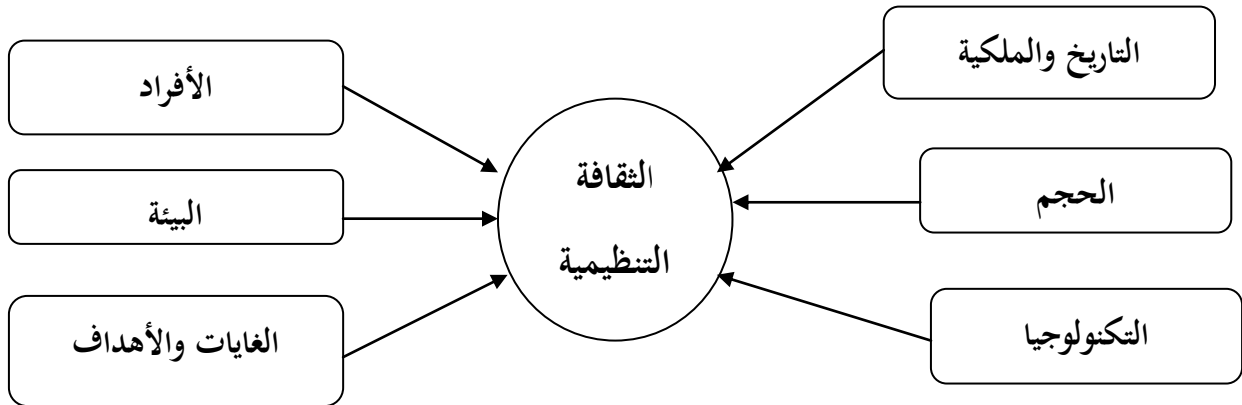 التاريخ والملكية
الأفراد
الثقافة
التنظيمية
الحجم
البيئة
التكنولوجيا
الغايات والأهداف